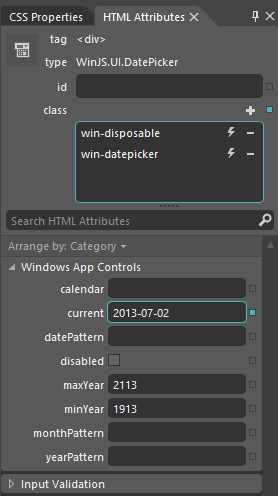 CSS Properties HTML Attributes
tag <div>
type WinJS.UI.DatePicker
id
class
win-disposable
win-datepicker
Search HTML Attributes
Arrange by: Category
Windows App Controls
calendar
current 2013-07-02
datePattern
disabled
maxYear 2113
minYear 1913
monthPattern
yearPattern
Input Validation